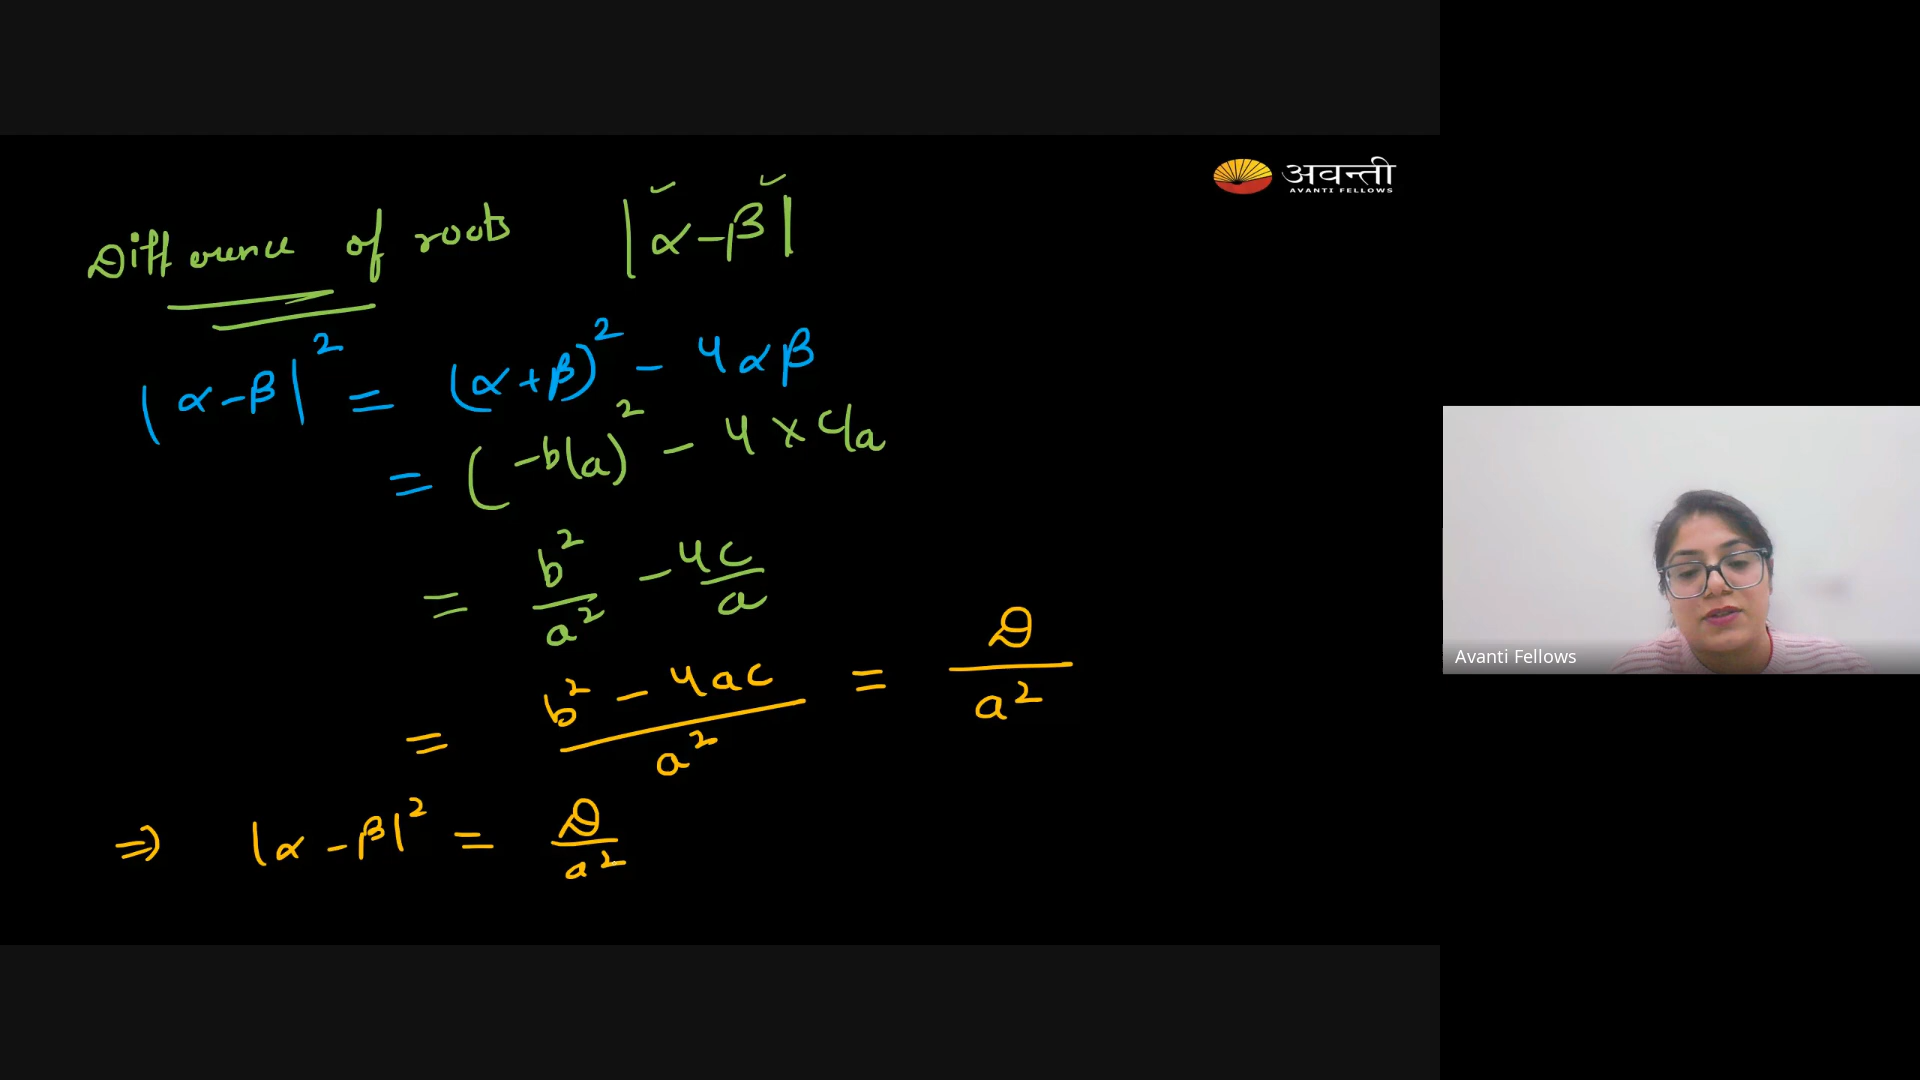 अवन्ती
AVANTI FELLOWS
Difference of roots |α-β|
|α-β|² = (α+β)² - 4αβ
= (-b/a)² - 4 × c/a
= b²/a² - 4c/a
= b² - 4ac / a² = D/a²
⇒ |α-β|² = D/a²
Avanti Fellows